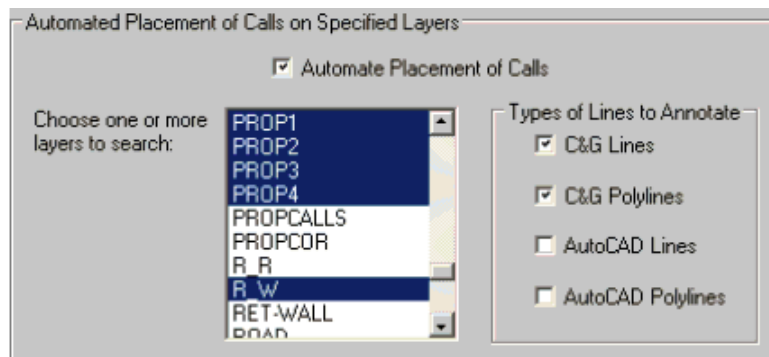 Automated Placement of Calls on Specified Layers
Automate Placement of Calls
Choose one or more
layers to search:
PROP1
PROP2
PROP3
PROP4
PROPCALLS
PROPCOR
R_R
R_W
RET-WALL
ROAD
Types of Lines to Annotate
C&G Lines
C&G Polylines
AutoCAD Lines
AutoCAD Polylines